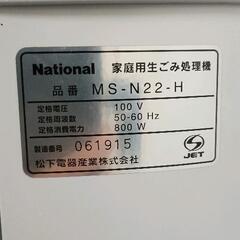 National 家庭用生ごみ処理機
品番 MS-N22-H
定格電圧 100 V
定格周波数 50-60 Hz
定格消費電力 800 W
製造番号 061915
松下電器産業株式会社
S JET